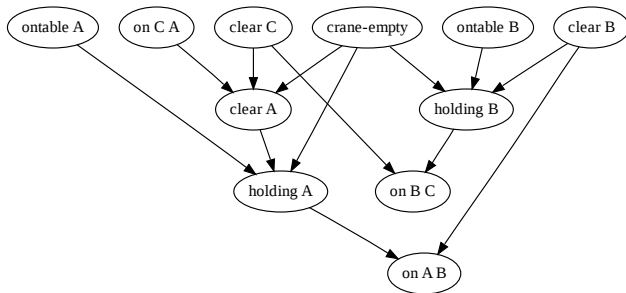 ontable A
on C A
clear C
crane-empty
ontable B
clear B
clear A
holding B
holding A
on B C
on A B